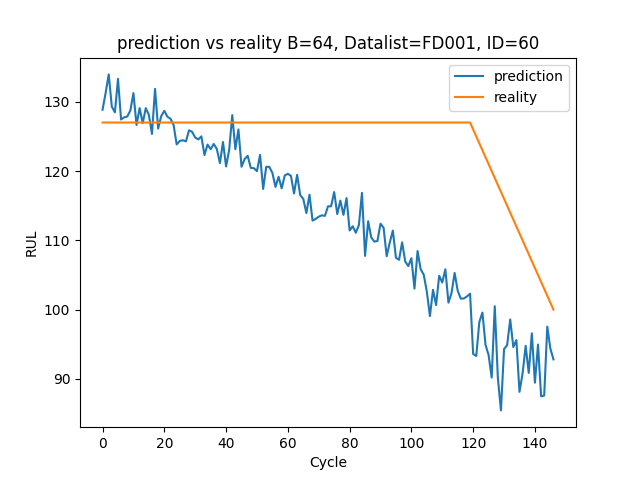 prediction vs reality B=64, Datalist=FD001, ID=60
prediction
reality
RUL
130
120
110
100
90
0 20 40 60 80 100 120 140
Cycle